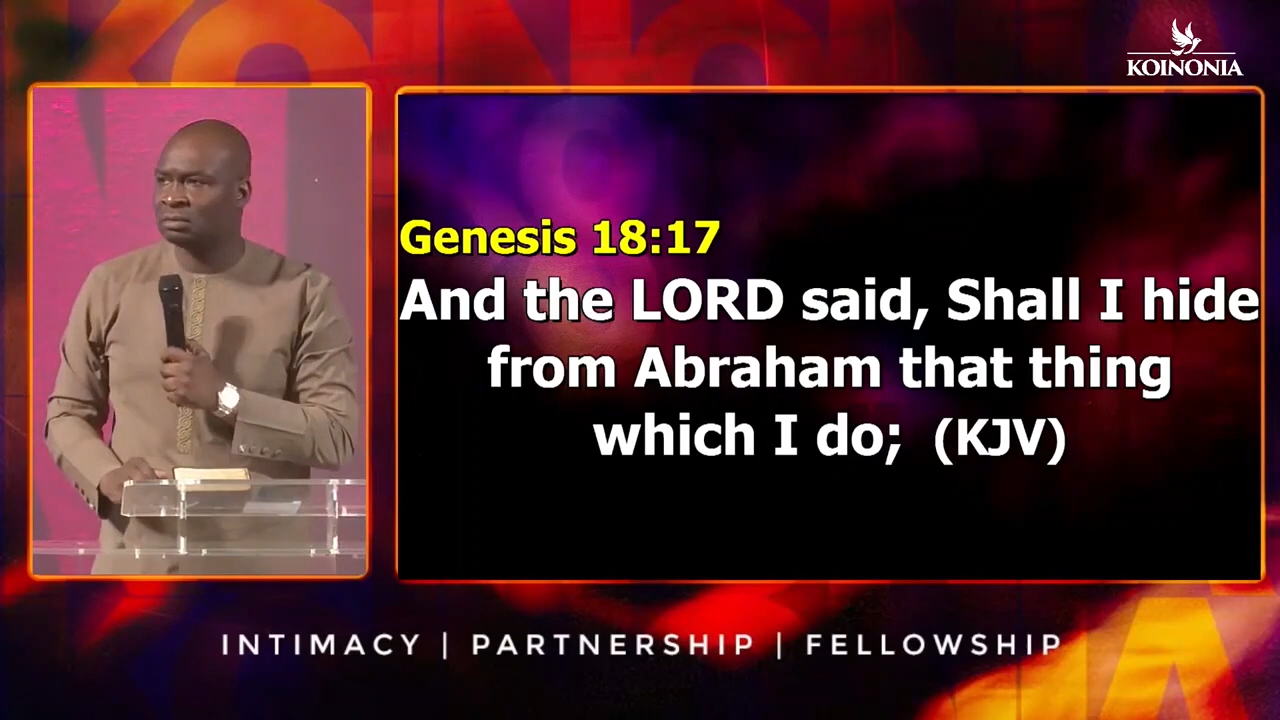 KOINONIA
Genesis 18:17
And the LORD said, Shall I hide
from Abraham that thing
which I do; (KJV)
INTIMACY | PARTNERSHIP | FELLOWSHIP